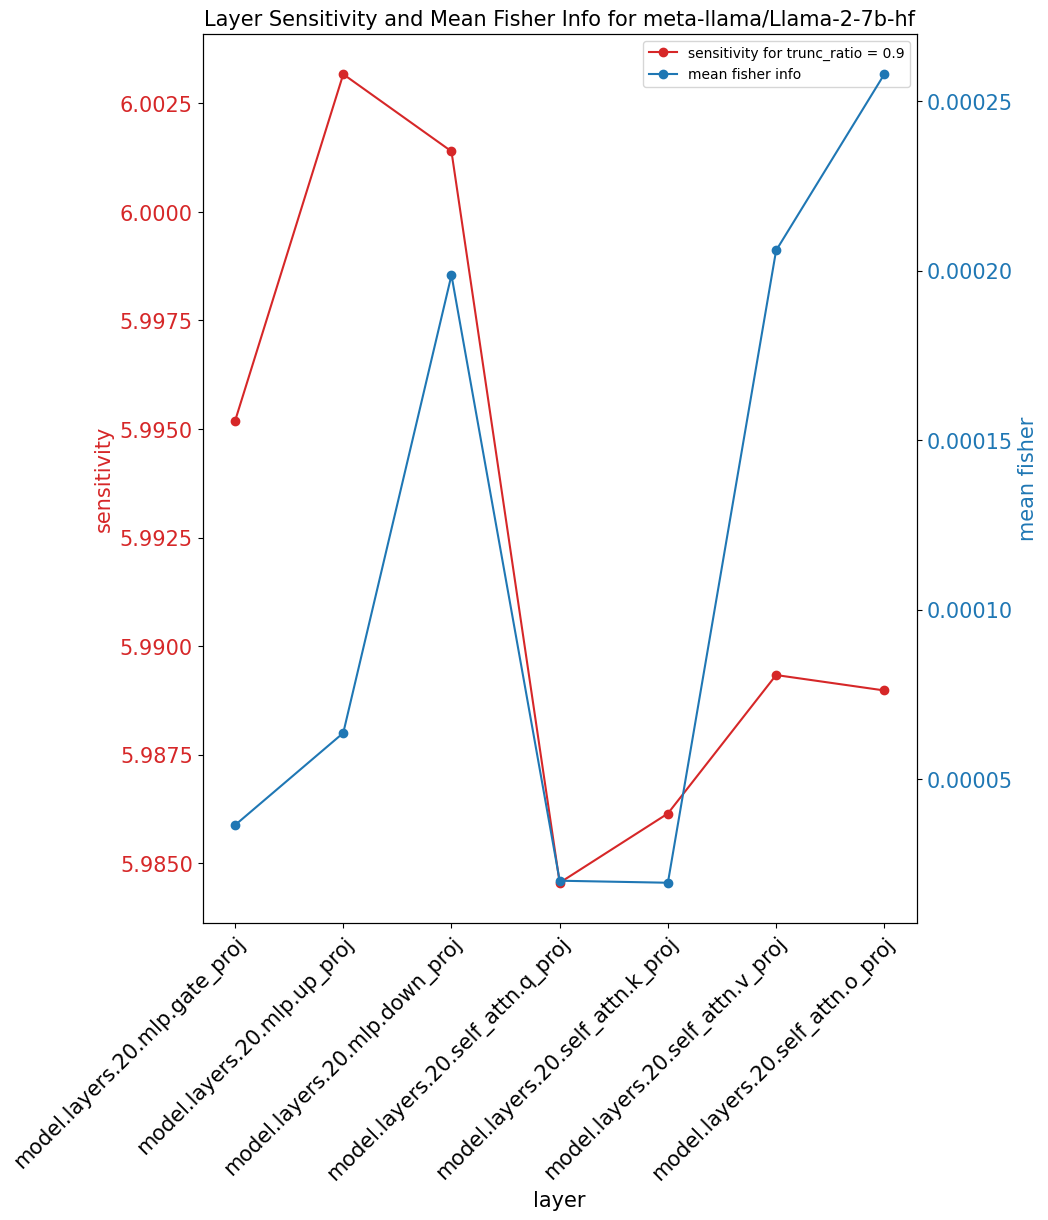 Layer Sensitivity and Mean Fisher Info for meta-llama/Llama-2-7b-hf
sensitivity for trunc_ratio = 0.9
mean fisher info
6.0025
6.0000
5.9975
5.9950
5.9925
5.9900
5.9875
5.9850
sensitivity
0.00025
0.00020
0.00015
0.00010
0.00005
mean fisher
model.layers.20.mlp.gate_proj
model.layers.20.mlp.up_proj
model.layers.20.mlp.down_proj
model.layers.20.self_attn.q_proj
model.layers.20.self_attn.k_proj
model.layers.20.self_attn.v_proj
model.layers.20.self_attn.o_proj
layer